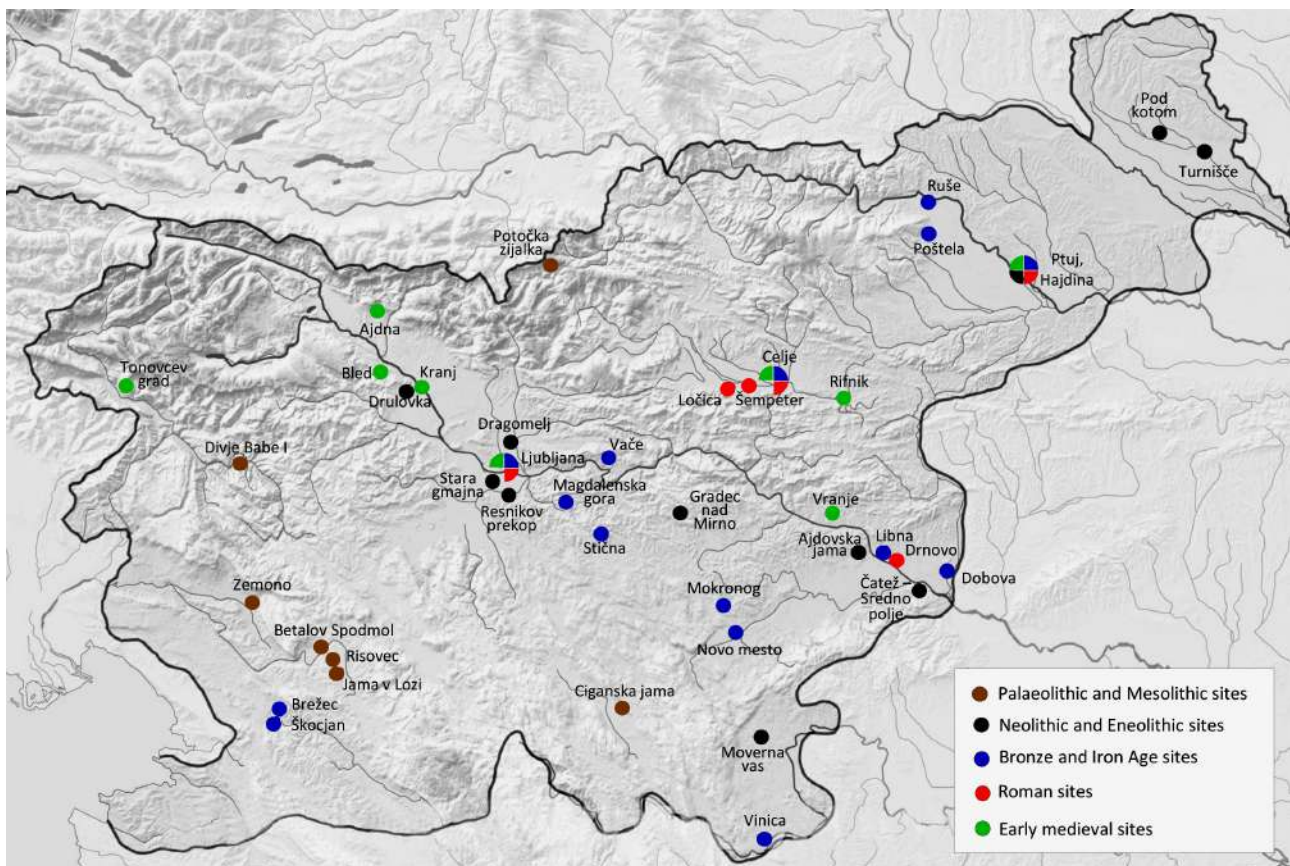 Pod
kotom
Turnišče
Ruše
Potočka
zijalka
Poštela
Ptuj,
Hajdina
Ajdna
Tonovcev
grad
Bled
Kranj
Drulovka
Celje
Ločica
Šempeter
Rifnik
Dragomelj
Divje Babe I
Ljubljana
Vače
Stara
gmajna
Magdalenska
gora
Resnikov
prekop
Gradec
nad
Mirno
Vranje
Stična
Ajdovska
jama
Libna
Drnovo
Dobova
Zemono
Mokronog
Čatež
Sredno
polje
Betalov Spodmol
Risovec
Novo mesto
Jama v Lozi
Ciganska jama
Brežec
Škocjan
Moverna
vas
Vinica
Palaeolithic and Mesolithic sites
Neolithic and Eneolithic sites
Bronze and Iron Age sites
Roman sites
Early medieval sites